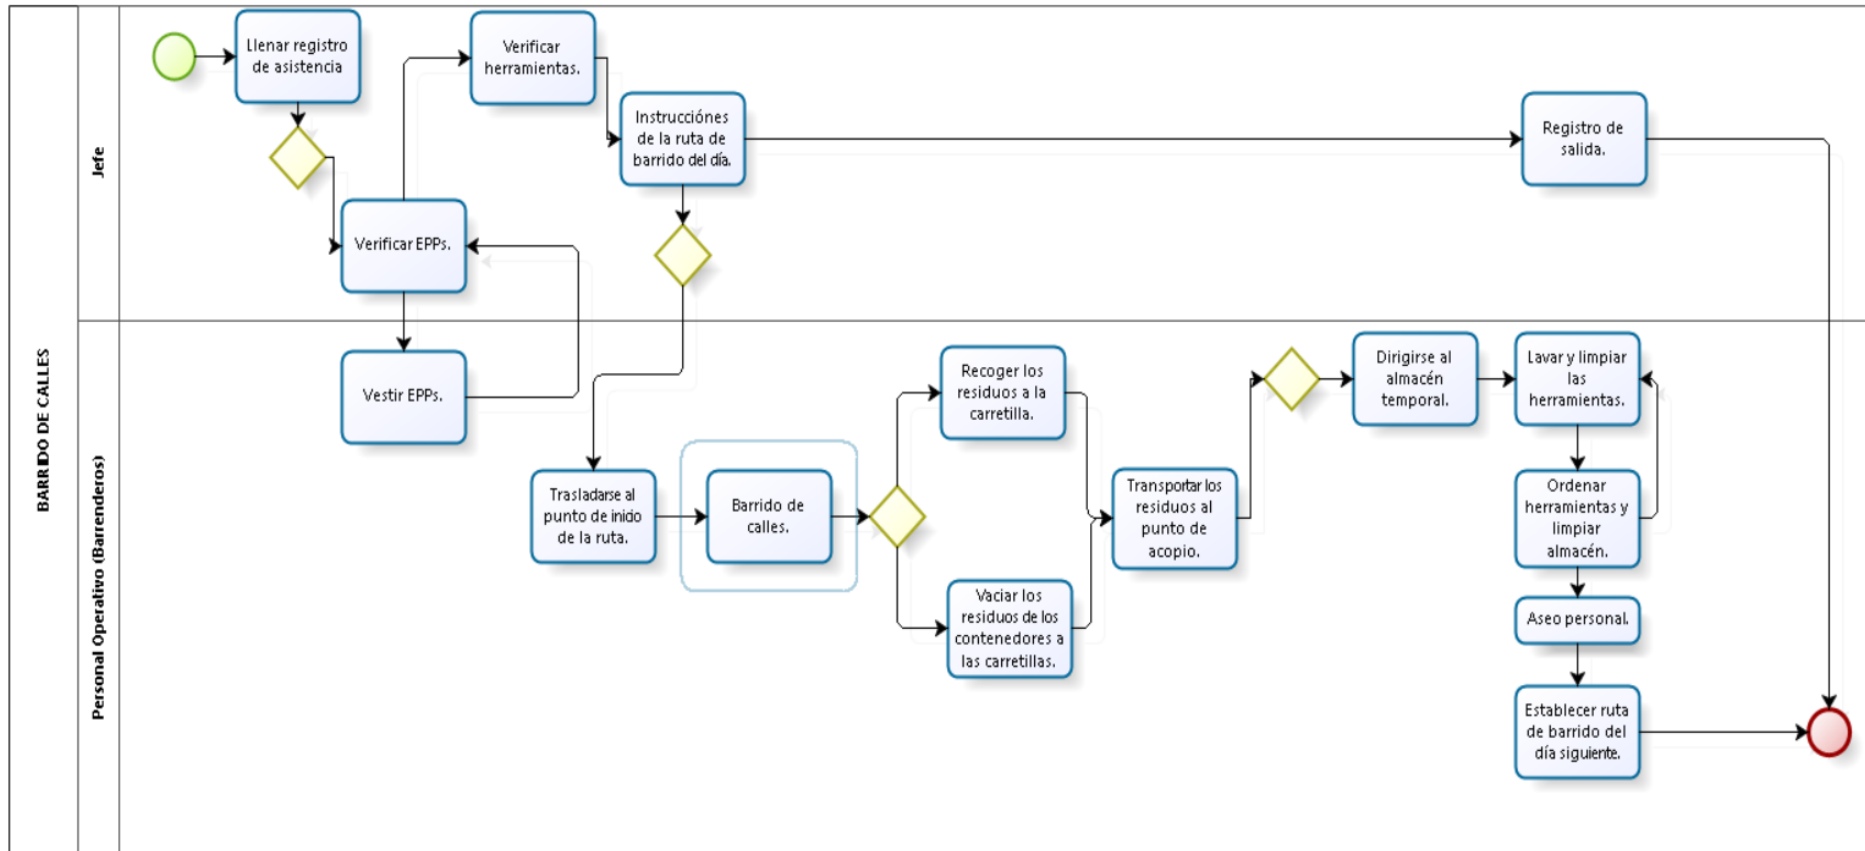 BARRIDO DE CALLES
Jefe
Llenar registro
de asistencia
Verificar
herramientas.
Instrucciónes
de la ruta de
barrido del día.
Registro de
salida.
Verificar EPPs.
Personal Operativo (Barenderos)
Vestir EPPs.
Trasladarse al
punto de inicio
de la ruta.
Barrido de
calles.
Recoger los
residuos a la
carretilla.
Vaciar los
residuos de los
contenedores a
las carretillas.
Transportar los
residuos al
punto de
acopio.
Dirigirse al
almacén
temporal.
Lavar y limpiar
las
herramientas.
Ordenar
herramientas y
limpiar
almacén.
Aseo personal.
Establecer ruta
de barrido del
día siguiente.